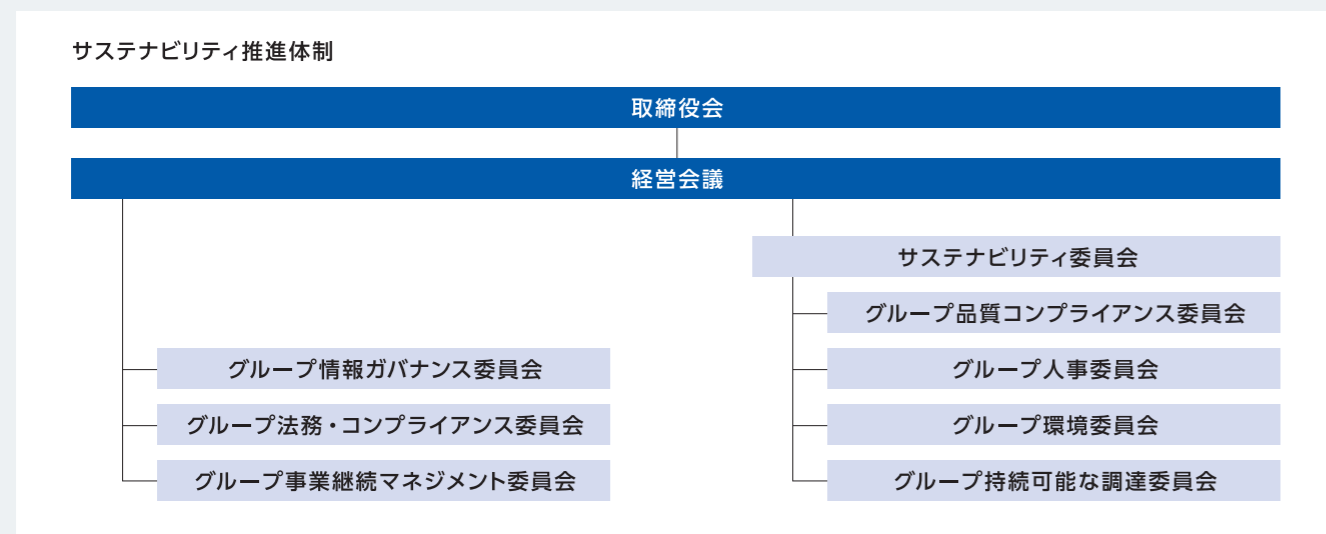 サステナビリティ推進体制
取締役会
経営会議
サステナビリティ委員会
グループ品質コンプライアンス委員会
グループ情報ガバナンス委員会
グループ人事委員会
グループ法務・コンプライアンス委員会
グループ環境委員会
グループ事業継続マネジメント委員会
グループ持続可能な調達委員会